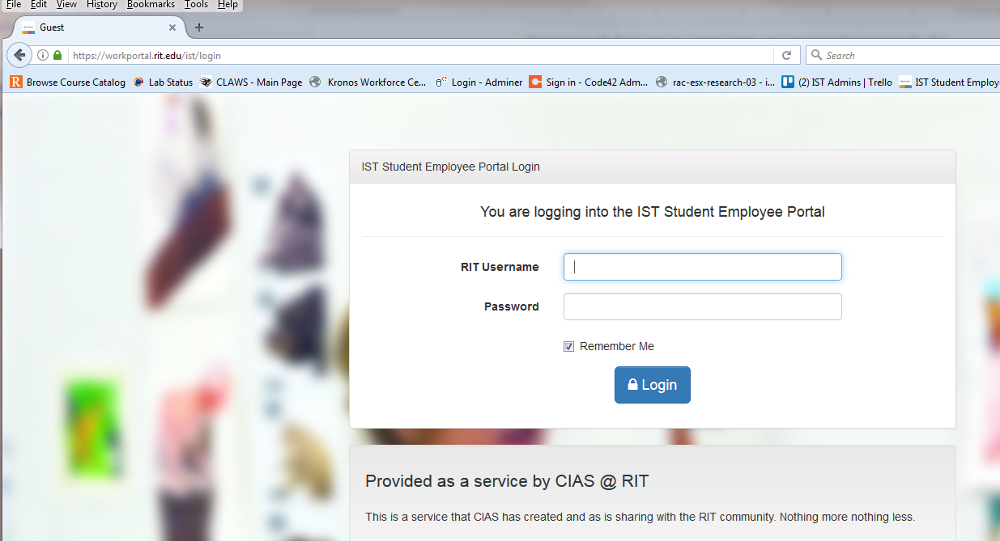 File Edit View History Bookmarks Tools Help
Guest
https://workportal.rit.edu/ist/login
Search
Browse Course Catalog Lab Status CLAWS - Main Page Kronos Workforce Ce... Login - Adminer Sign in - Code42 Adm... rac-esx-research-03 - i... (2) IST Admins | Trello IST Student Employ
IST Student Employee Portal Login
You are logging into the IST Student Employee Portal
RIT Username
Password
Remember Me
Login
Provided as a service by CIAS @ RIT
This is a service that CIAS has created and as is sharing with the RIT community. Nothing more nothing less.